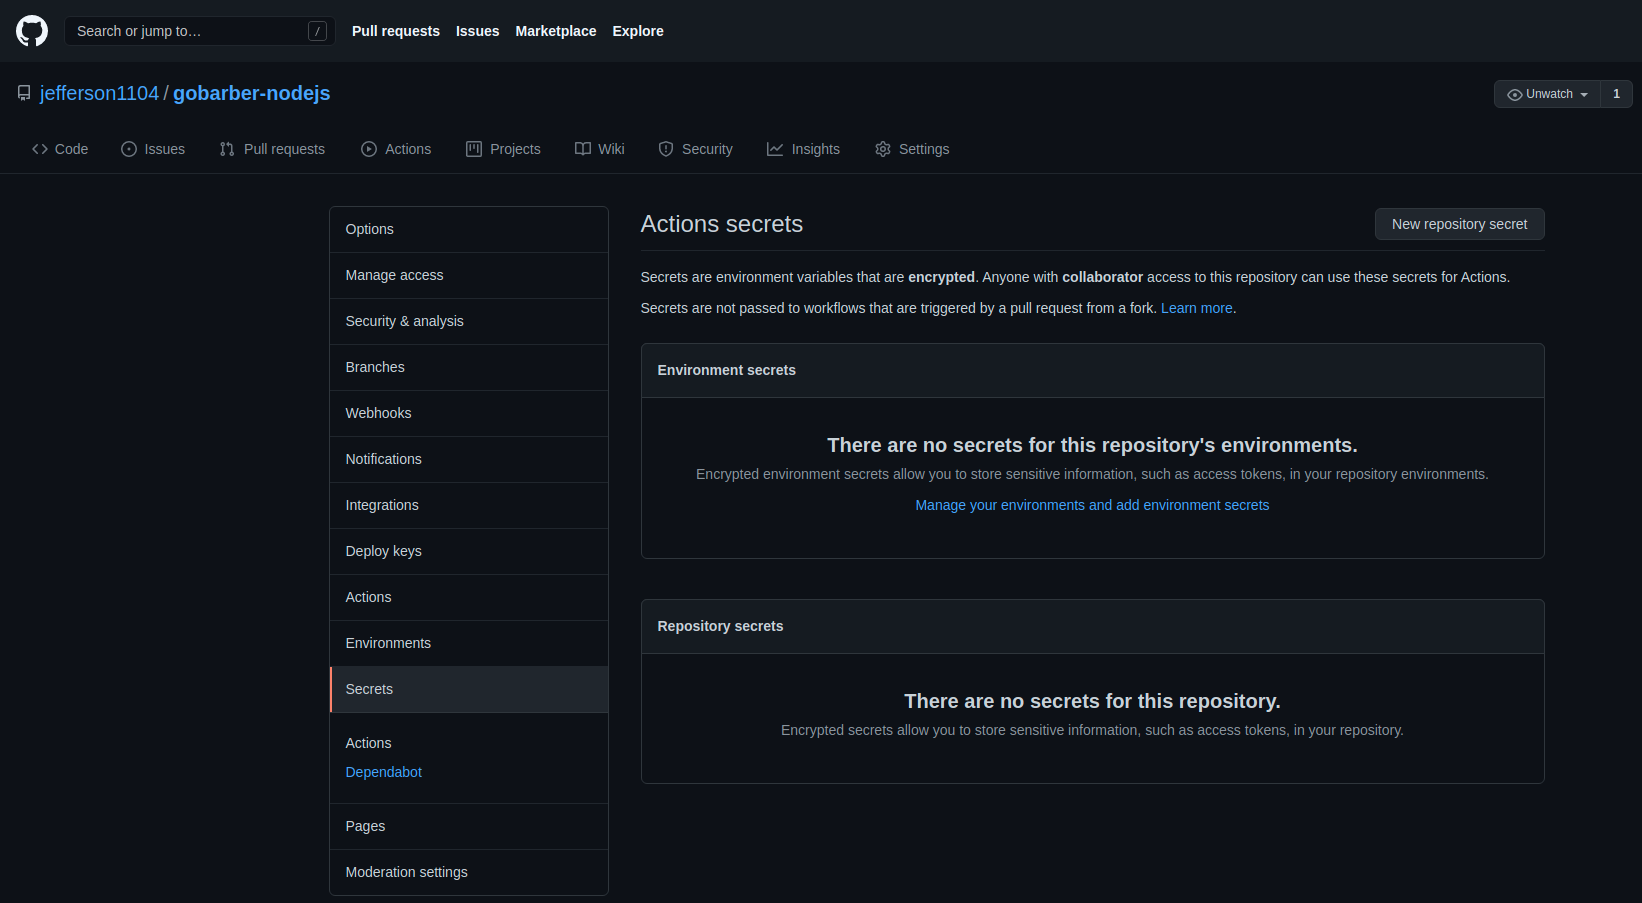 Search or jump to…
/
Pull requests
Issues
Marketplace
Explore
jefferson1104 / gobarber-nodejs
Unwatch
1
Code
Issues
Pull requests
Actions
Projects
Wiki
Security
Insights
Settings
Options
Manage access
Security & analysis
Branches
Webhooks
Notifications
Integrations
Deploy keys
Actions
Environments
Secrets
Actions
Dependabot
Pages
Moderation settings
Actions secrets
New repository secret
Secrets are environment variables that are encrypted. Anyone with collaborator access to this repository can use these secrets for Actions.
Secrets are not passed to workflows that are triggered by a pull request from a fork. Learn more.
Environment secrets
There are no secrets for this repository's environments.
Encrypted environment secrets allow you to store sensitive information, such as access tokens, in your repository environments.
Manage your environments and add environment secrets
Repository secrets
There are no secrets for this repository.
Encrypted secrets allow you to store sensitive information, such as access tokens, in your repository.